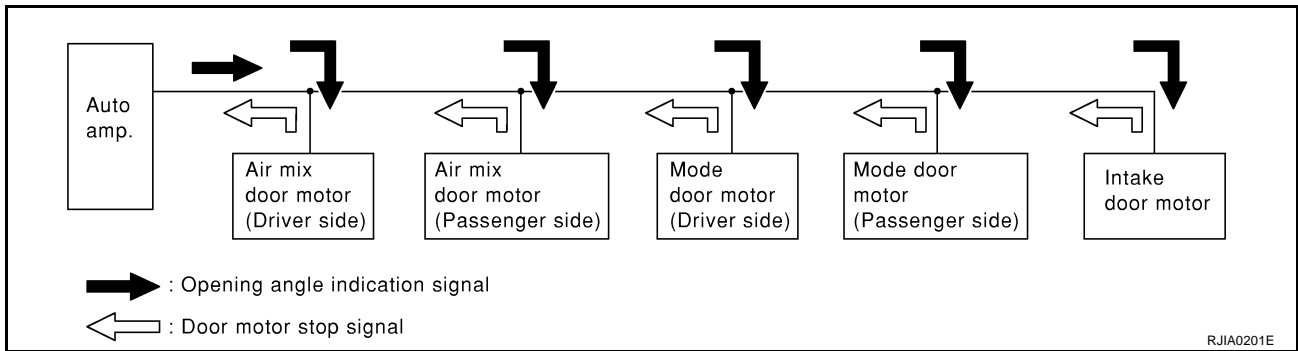 Auto
amp.
Air mix
door motor
(Driver side)
Air mix
door motor
(Passenger side)
Mode
door motor
(Driver side)
Mode door
motor
(Passenger side)
Intake
door motor
: Opening angle indication signal
: Door motor stop signal
RJIA0201E